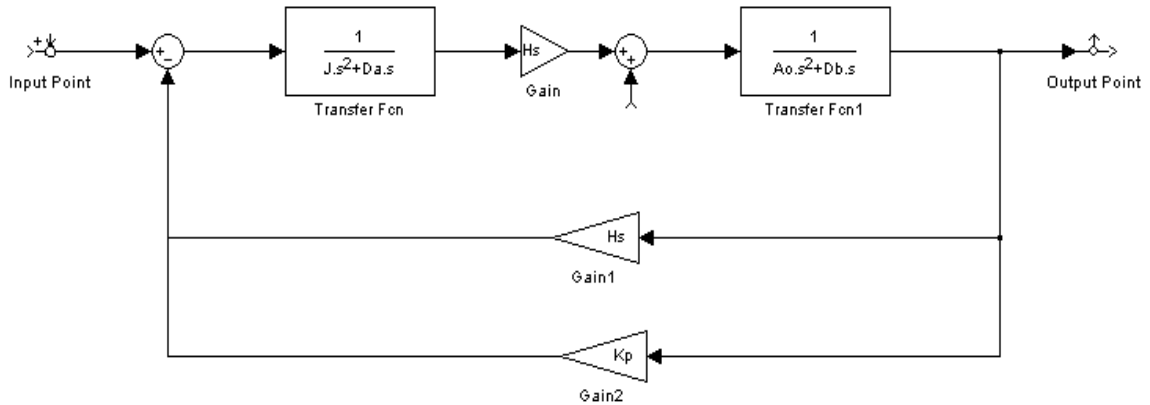 Input Point
+
+
−
1
J.s²+Da.s
Transfer Fcn
Hs
Gain
+
+
1
Ao.s²+Db.s
Transfer Fcn1
Output Point
Hs
Gain1
Kp
Gain2